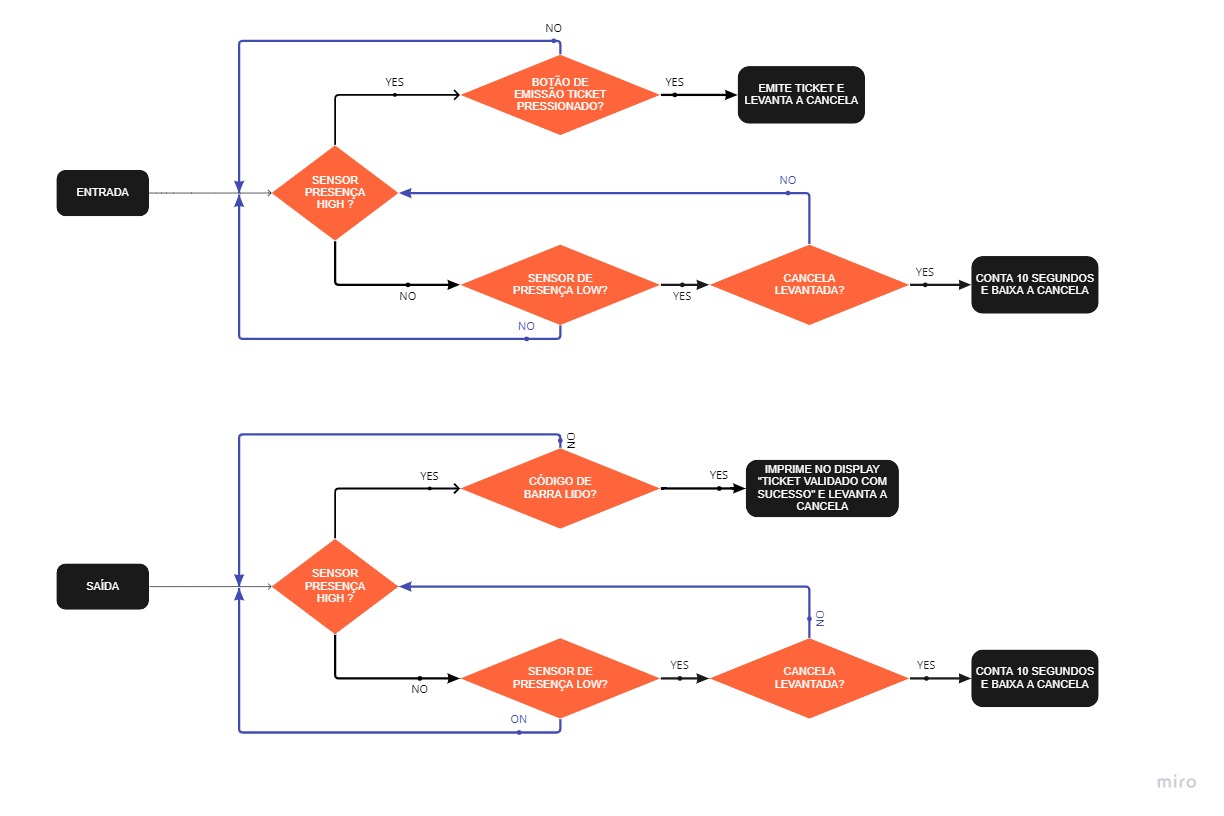 NO
YES
BOTÃO DE
EMISSÃO TICKET
PRESSIONADO?
YES
EMITE TICKET E
LEVANTA A CANCELA
ENTRADA
SENSOR
PRESENÇA
HIGH ?
NO
NO
SENSOR DE
PRESENÇA LOW?
YES
CANCELA
LEVANTADA?
YES
CONTA 10 SEGUNDOS
E BAIXA A CANCELA
NO
NO
YES
CÓDIGO DE
BARRA LIDO?
YES
IMPRIME NO DISPLAY
"TICKET VALIDADO COM
SUCESSO" E LEVANTA A
CANCELA
SAÍDA
SENSOR
PRESENÇA
HIGH ?
NO
NO
SENSOR DE
PRESENÇA LOW?
YES
CANCELA
LEVANTADA?
YES
CONTA 10 SEGUNDOS
E BAIXA A CANCELA
ON
miro